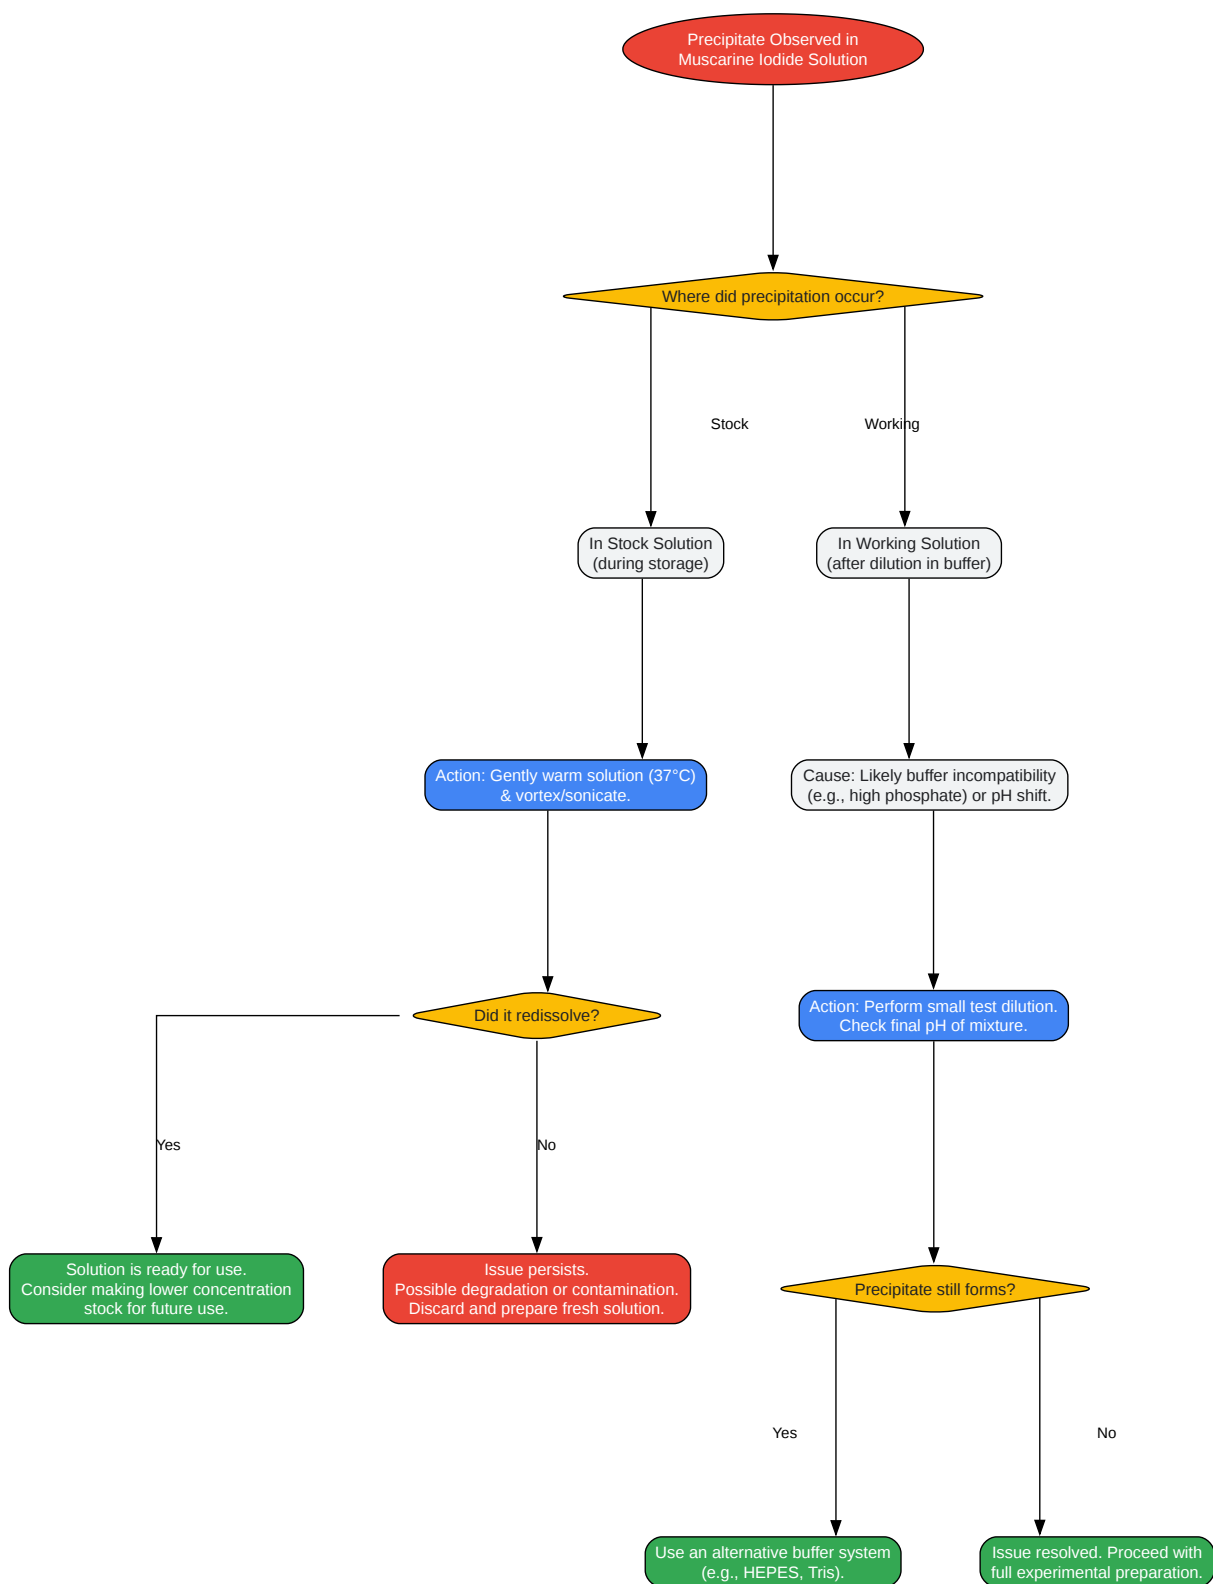 Precipitate Observed in
Muscarine Iodide Solution
Where did precipitation occur?
Stock
Working
In Stock Solution
(during storage)
In Working Solution
(after dilution in buffer)
Action: Gently warm solution (37°C)
& vortex/sonicate.
Cause: Likely buffer incompatibility
(e.g., high phosphate) or pH shift.
Did it redissolve?
Action: Perform small test dilution.
Check final pH of mixture.
Yes
No
Solution is ready for use.
Consider making lower concentration
stock for future use.
Issue persists.
Possible degradation or contamination.
Discard and prepare fresh solution.
Precipitate still forms?
Yes
No
Use an alternative buffer system
(e.g., HEPES, Tris).
Issue resolved. Proceed with
full experimental preparation.